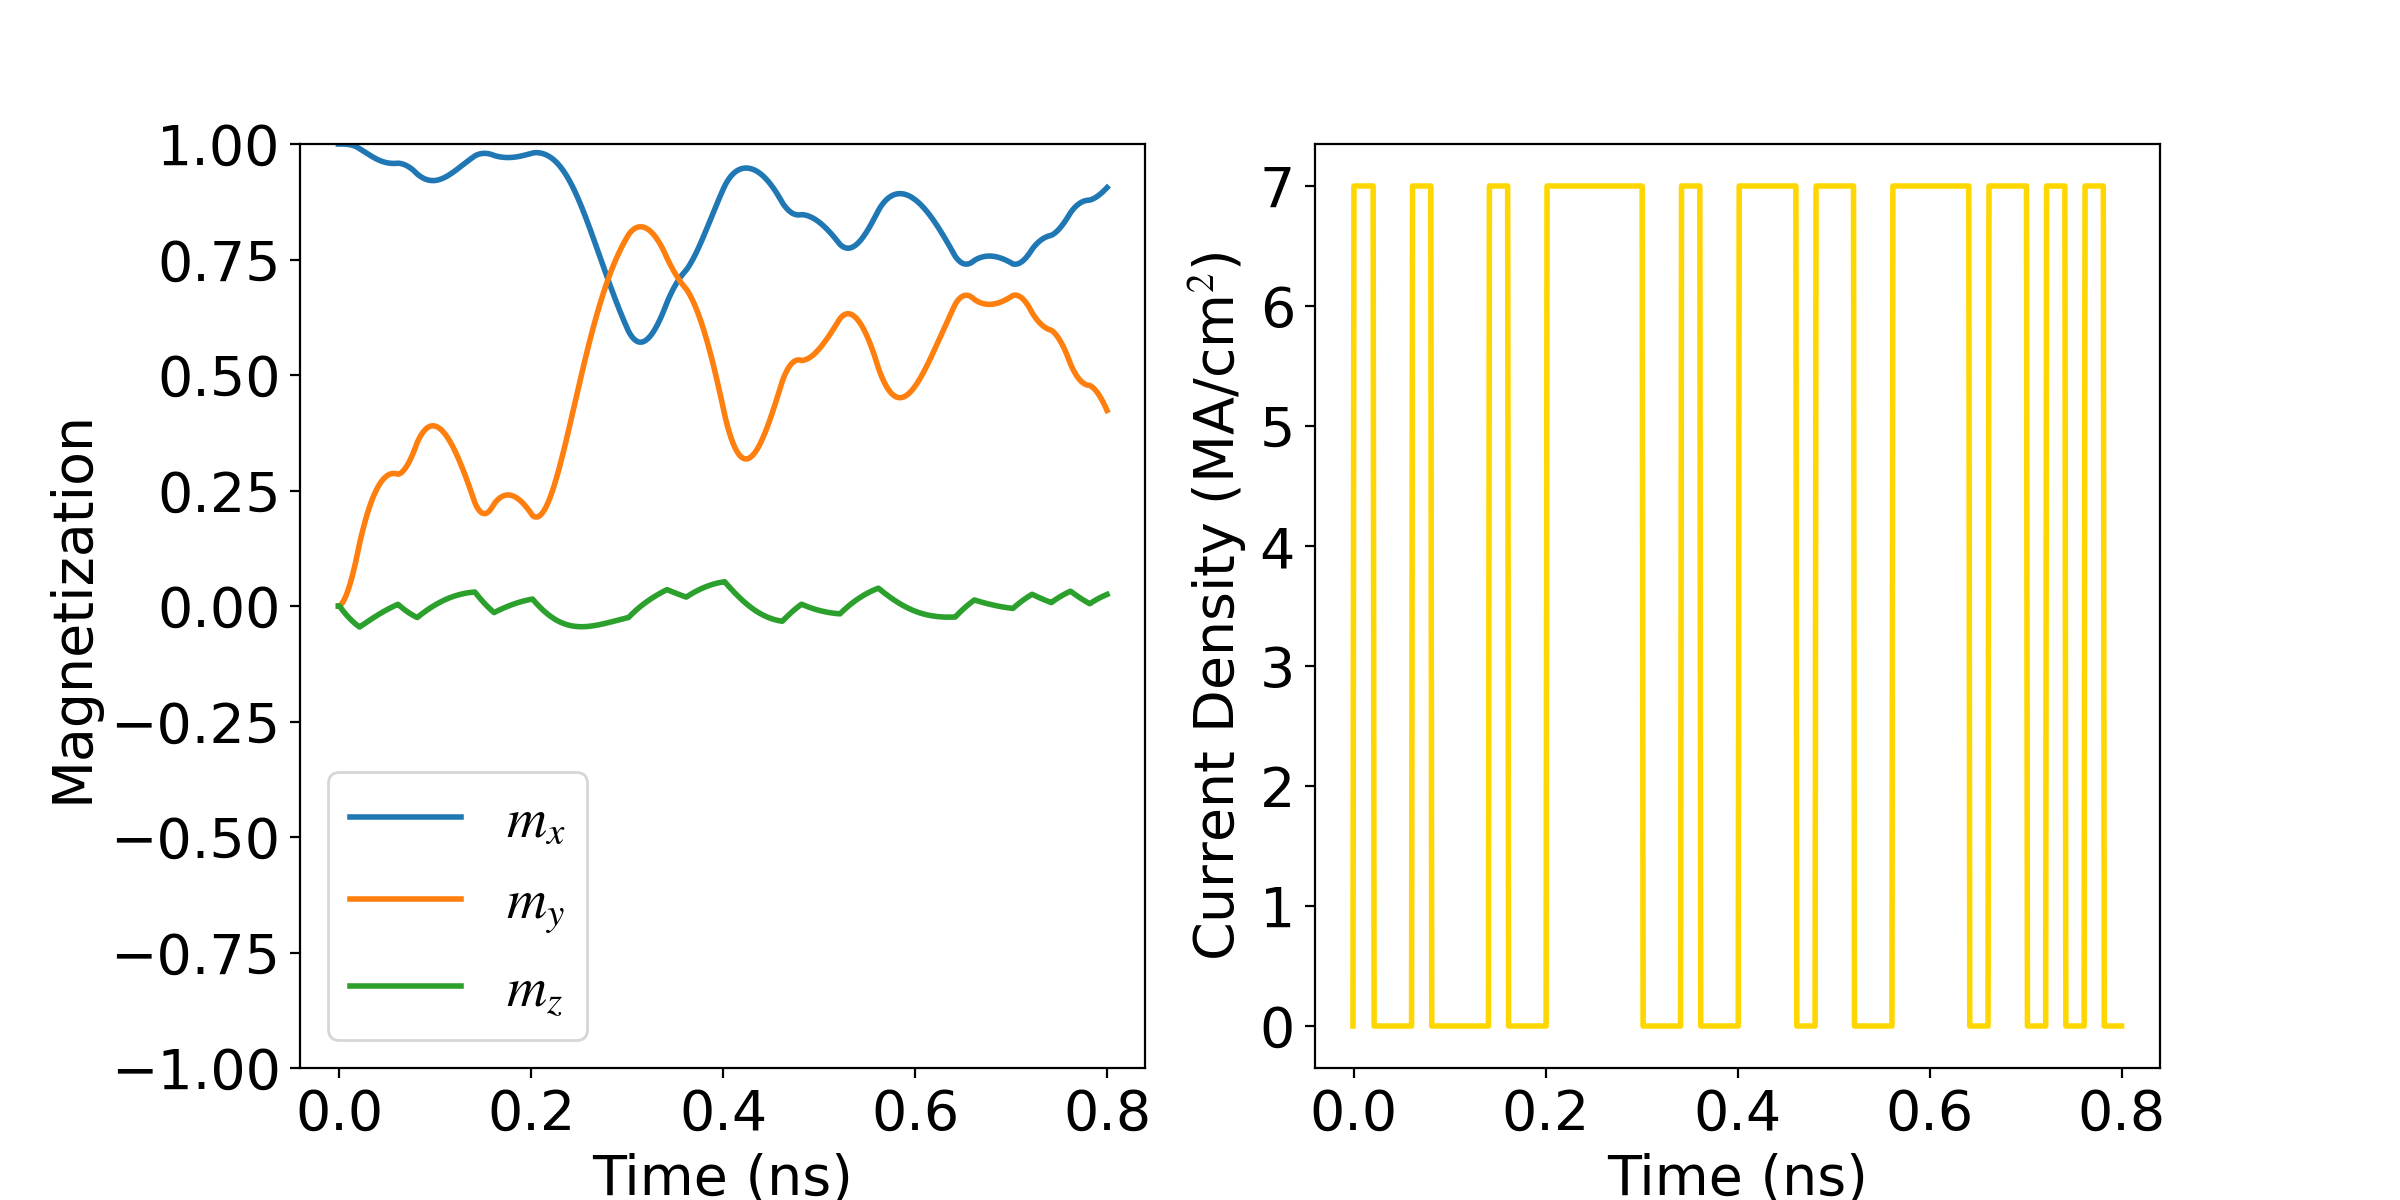 Magnetization
1.00
0.75
0.50
0.25
0.00
−0.25
−0.50
−0.75
−1.00
m_x
m_y
m_z
0.0 0.2 0.4 0.6 0.8
Time (ns)
Current Density (MA/cm²)
7
6
5
4
3
2
1
0
0.0 0.2 0.4 0.6 0.8
Time (ns)